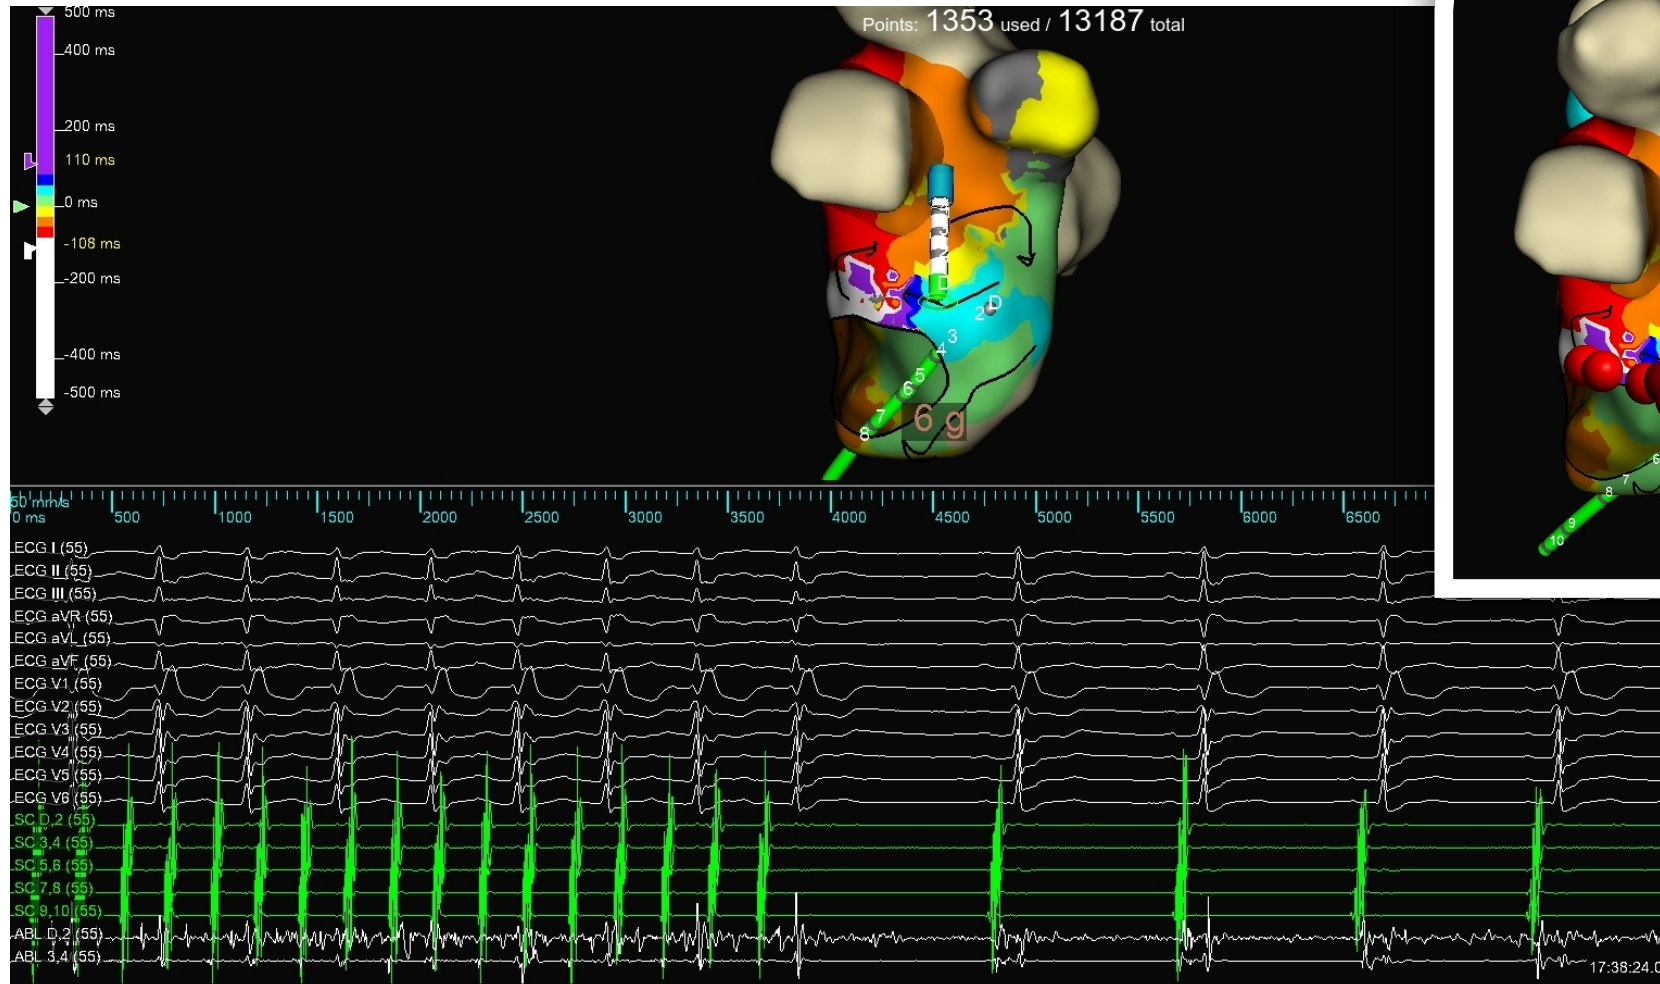 500 ms
400 ms
200 ms
110 ms
0 ms
-108 ms
-200 ms
-400 ms
-500 ms
Points: 1353 used / 13187 total
D
D
2
3
4
5
6
7
8
6 g
6
7
8
9
10
50 mm/s
0 ms 500 1000 1500 2000 2500 3000 3500 4000 4500 5000 5500 6000 6500
ECG I (55)
ECG II (55)
ECG III (55)
ECG aVR (55)
ECG aVL (55)
ECG aVF (55)
ECG V1 (55)
ECG V2 (55)
ECG V3 (55)
ECG V4 (55)
ECG V5 (55)
ECG V6 (55)
SC D,2 (55)
SC 3,4 (55)
SC 5,6 (55)
SC 7,8 (55)
SC 9,10 (55)
ABL D,2 (55)
ABL 3,4 (55)
17:38:24.0